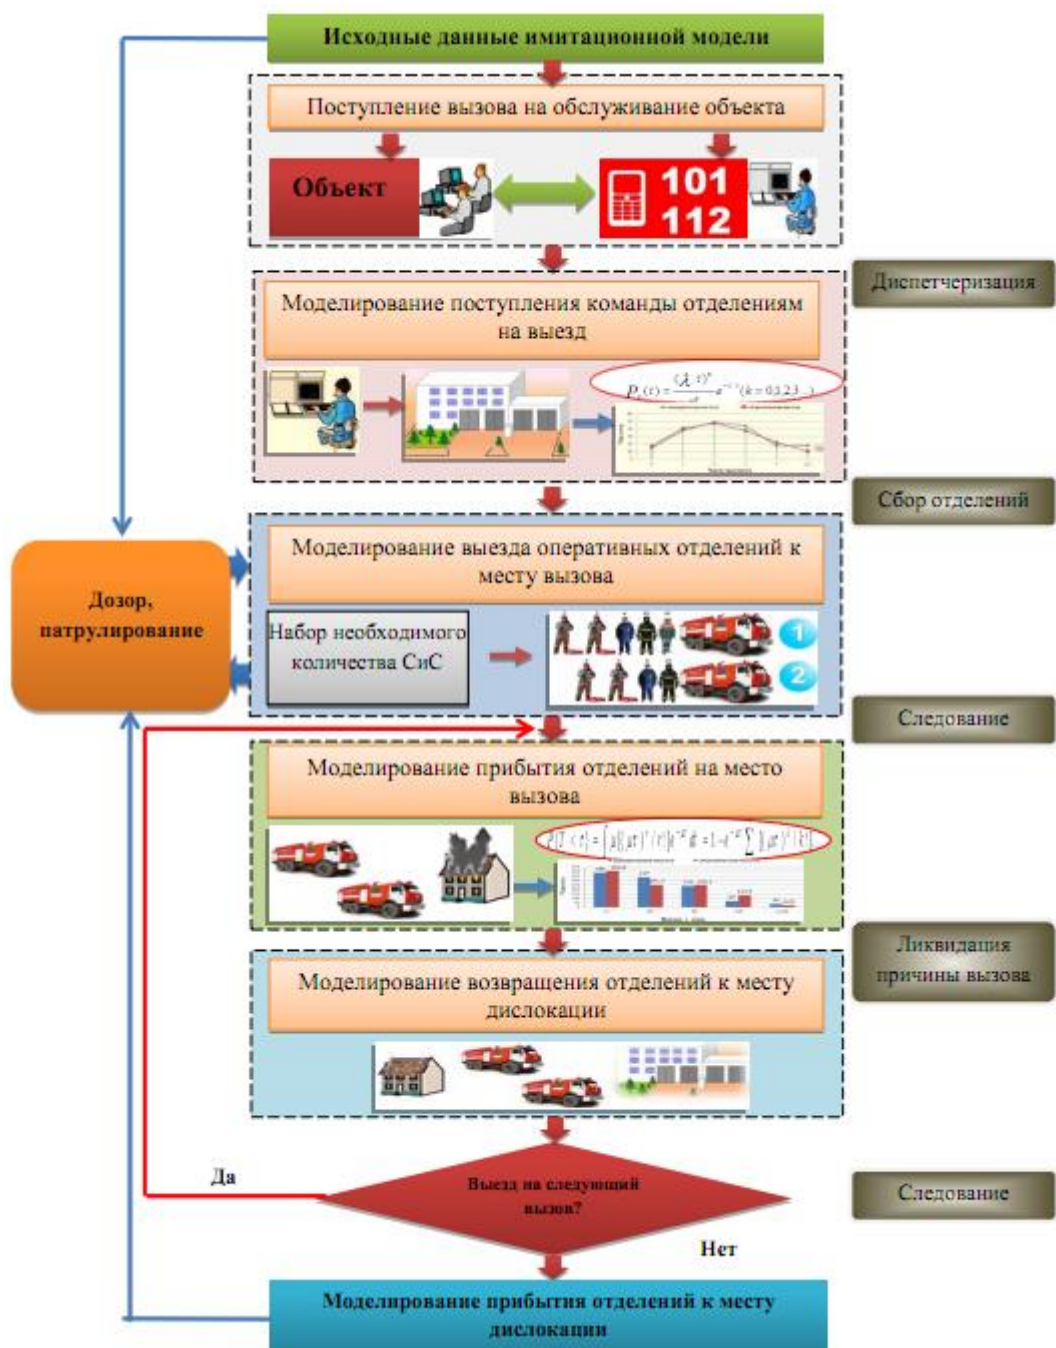 Исходные данные имитационной модели
Поступление вызова на обслуживание объекта
Объект
101
112
Диспетчеризация
Моделирование поступления команды отделениям
на выезд
Сбор отделений
Моделирование выезда оперативных отделений к
месту вызова
Дозор,
патрулирование
Набор необходимого
количества СиС
1
2
Следование
Моделирование прибытия отделений на место
вызова
Ликвидация
причины вызова
Моделирование возвращения отделений к месту
дислокации
Да
Выезд на следующий
вызов?
Следование
Нет
Моделирование прибытия отделений к месту
дислокации